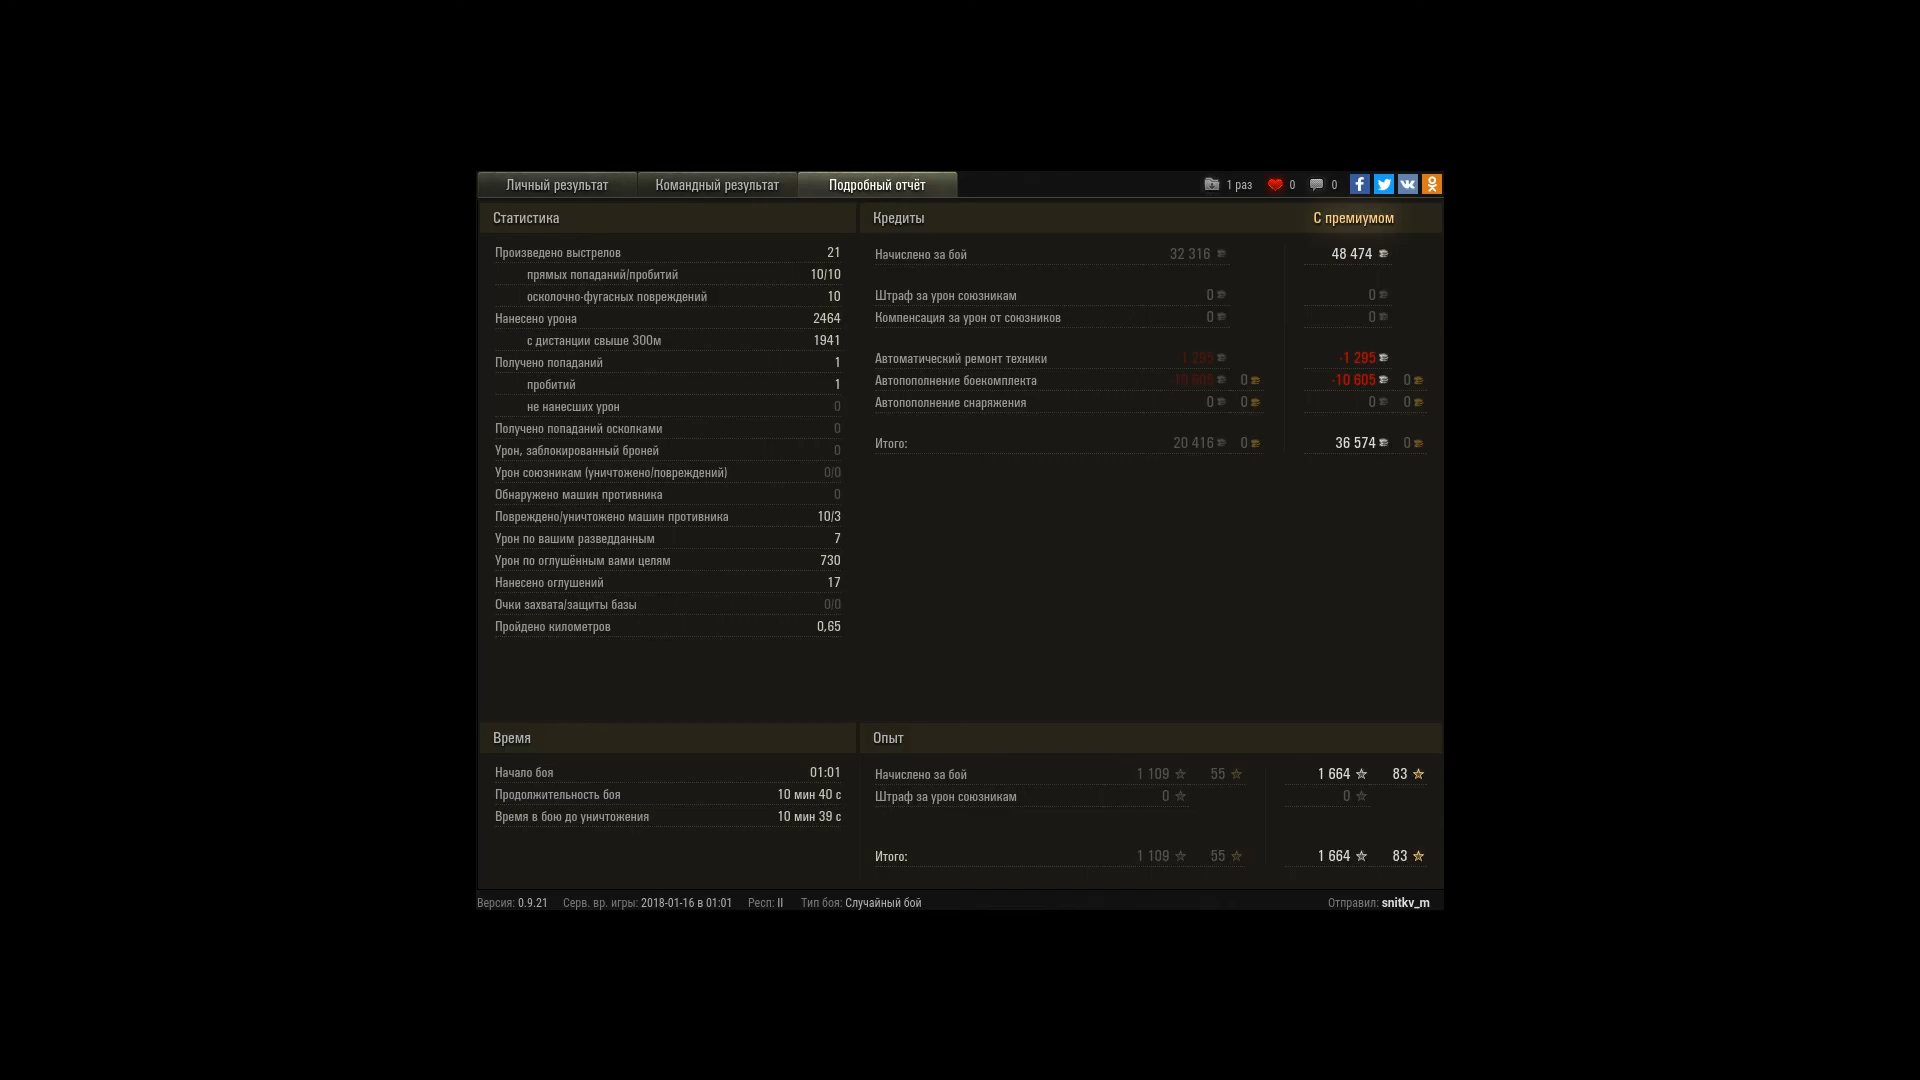 Личный результат Командный результат Подробный отчёт 1 раз 0 0
Статистика
Произведено выстрелов 21
прямых попаданий/пробитий 10/10
осколочно-фугасных повреждений 10
Нанесено урона 2464
с дистанции свыше 300м 1941
Получено попаданий 1
пробитий 1
не нанесших урон 0
Получено попаданий осколками 0
Урон, заблокированный броней 0
Урон союзникам (уничтожено/повреждений) 0/0
Обнаружено машин противника 0
Повреждено/уничтожено машин противника 10/3
Урон по вашим разведданным 7
Урон по оглушённым вами целям 730
Нанесено оглушений 17
Очки захвата/защиты базы 0/0
Пройдено километров 0,65
Кредиты С премиумом
Начислено за бой 32 316 48 474
Штраф за урон союзникам 0 0
Компенсация за урон от союзников 0 0
Автоматический ремонт техники -1 295 -1 295
Автопополнение боекомплекта -10 605 0 -10 605 0
Автопополнение снаряжения 0 0 0 0
Итого: 20 416 0 36 574 0
Время
Начало боя 01:01
Продолжительность боя 10 мин 40 с
Время в бою до уничтожения 10 мин 39 с
Опыт
Начислено за бой 1 109 55 1 664 83
Штраф за урон союзникам 0 0
Итого: 1 109 55 1 664 83
Версия: 0.9.21 Серв. вр. игры: 2018-01-16 в 01:01 Респ: II Тип боя: Случайный бой Отправил: snitkv_m